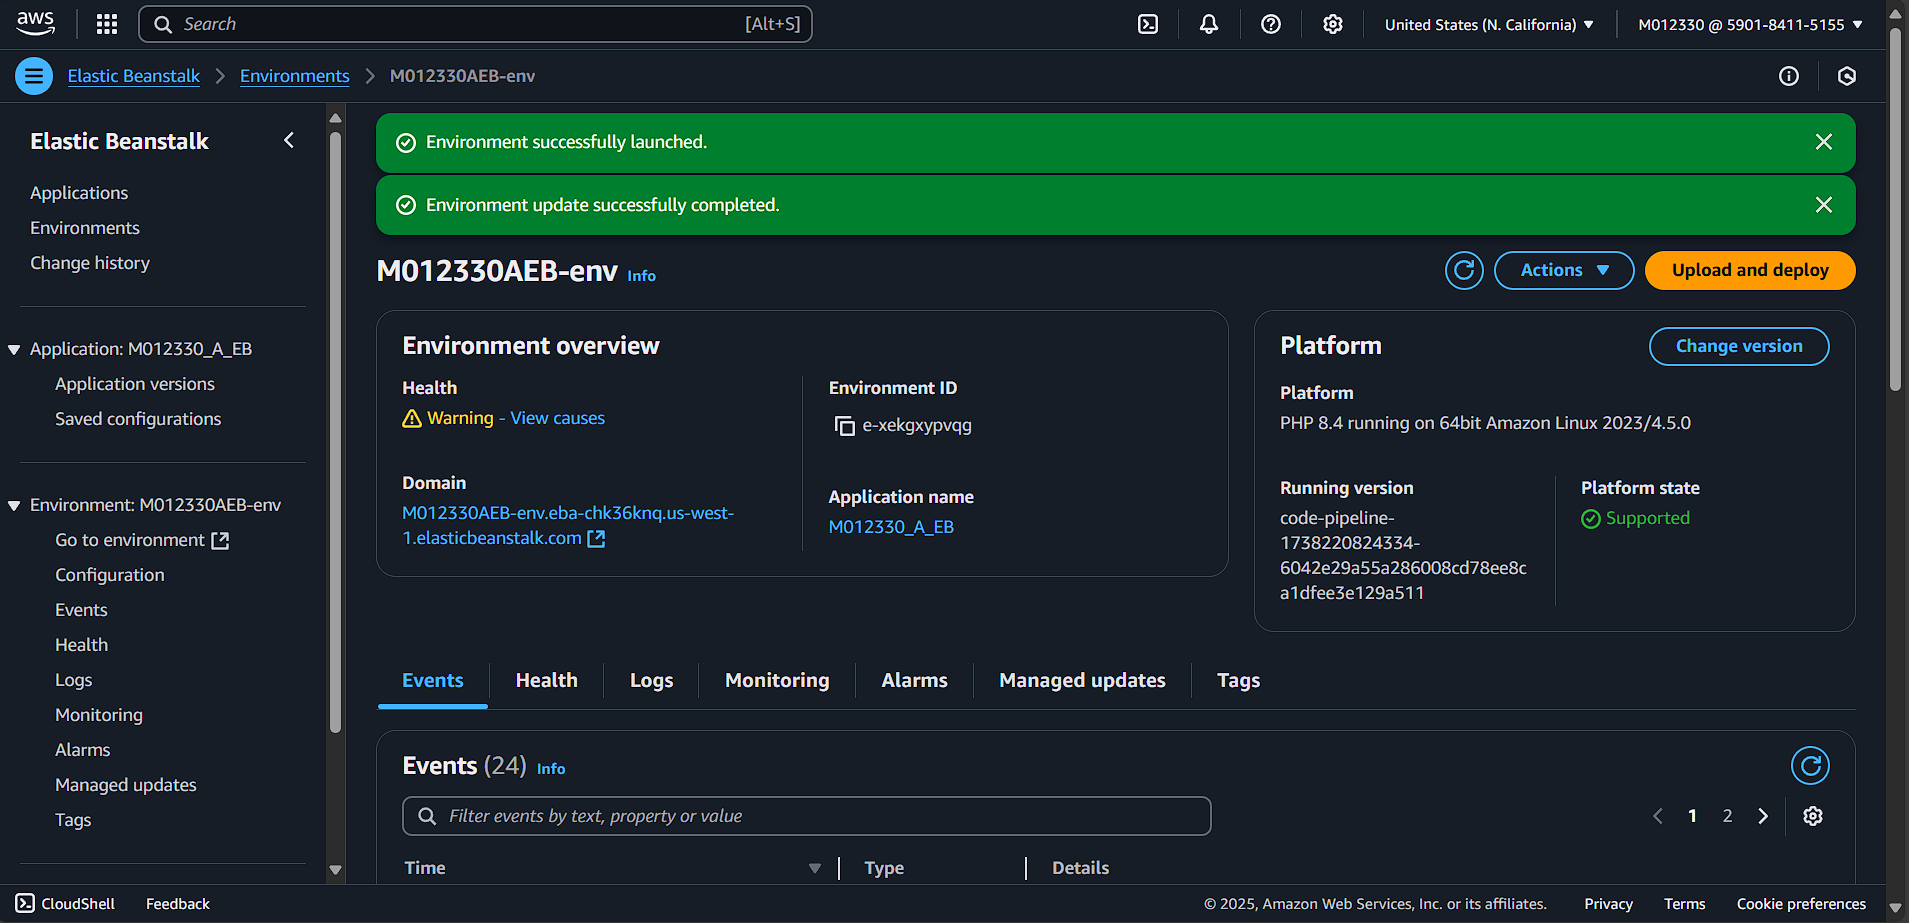 aws
Search [Alt+S]
United States (N. California)
M012330 @ 5901-8411-5155
Elastic Beanstalk
Environments
M012330AEB-env
Elastic Beanstalk
Applications
Environments
Change history
Application: M012330_A_EB
Application versions
Saved configurations
Environment: M012330AEB-env
Go to environment
Configuration
Events
Health
Logs
Monitoring
Alarms
Managed updates
Tags
Environment successfully launched.
Environment update successfully completed.
M012330AEB-env Info
Actions
Upload and deploy
Environment overview
Health
Warning - View causes
Domain
M012330AEB-env.eba-chk36knq.us-west-
1.elasticbeanstalk.com
Environment ID
e-xekgxypvqg
Application name
M012330_A_EB
Platform
Change version
Platform
PHP 8.4 running on 64bit Amazon Linux 2023/4.5.0
Running version
code-pipeline-
1738220824334-
6042e29a55a286008cd78ee8c
a1dfee3e129a511
Platform state
Supported
Events
Health
Logs
Monitoring
Alarms
Managed updates
Tags
Events (24) Info
Filter events by text, property or value
1 2
Time
Type
Details
CloudShell
Feedback
© 2025, Amazon Web Services, Inc. or its affiliates.
Privacy
Terms
Cookie preferences